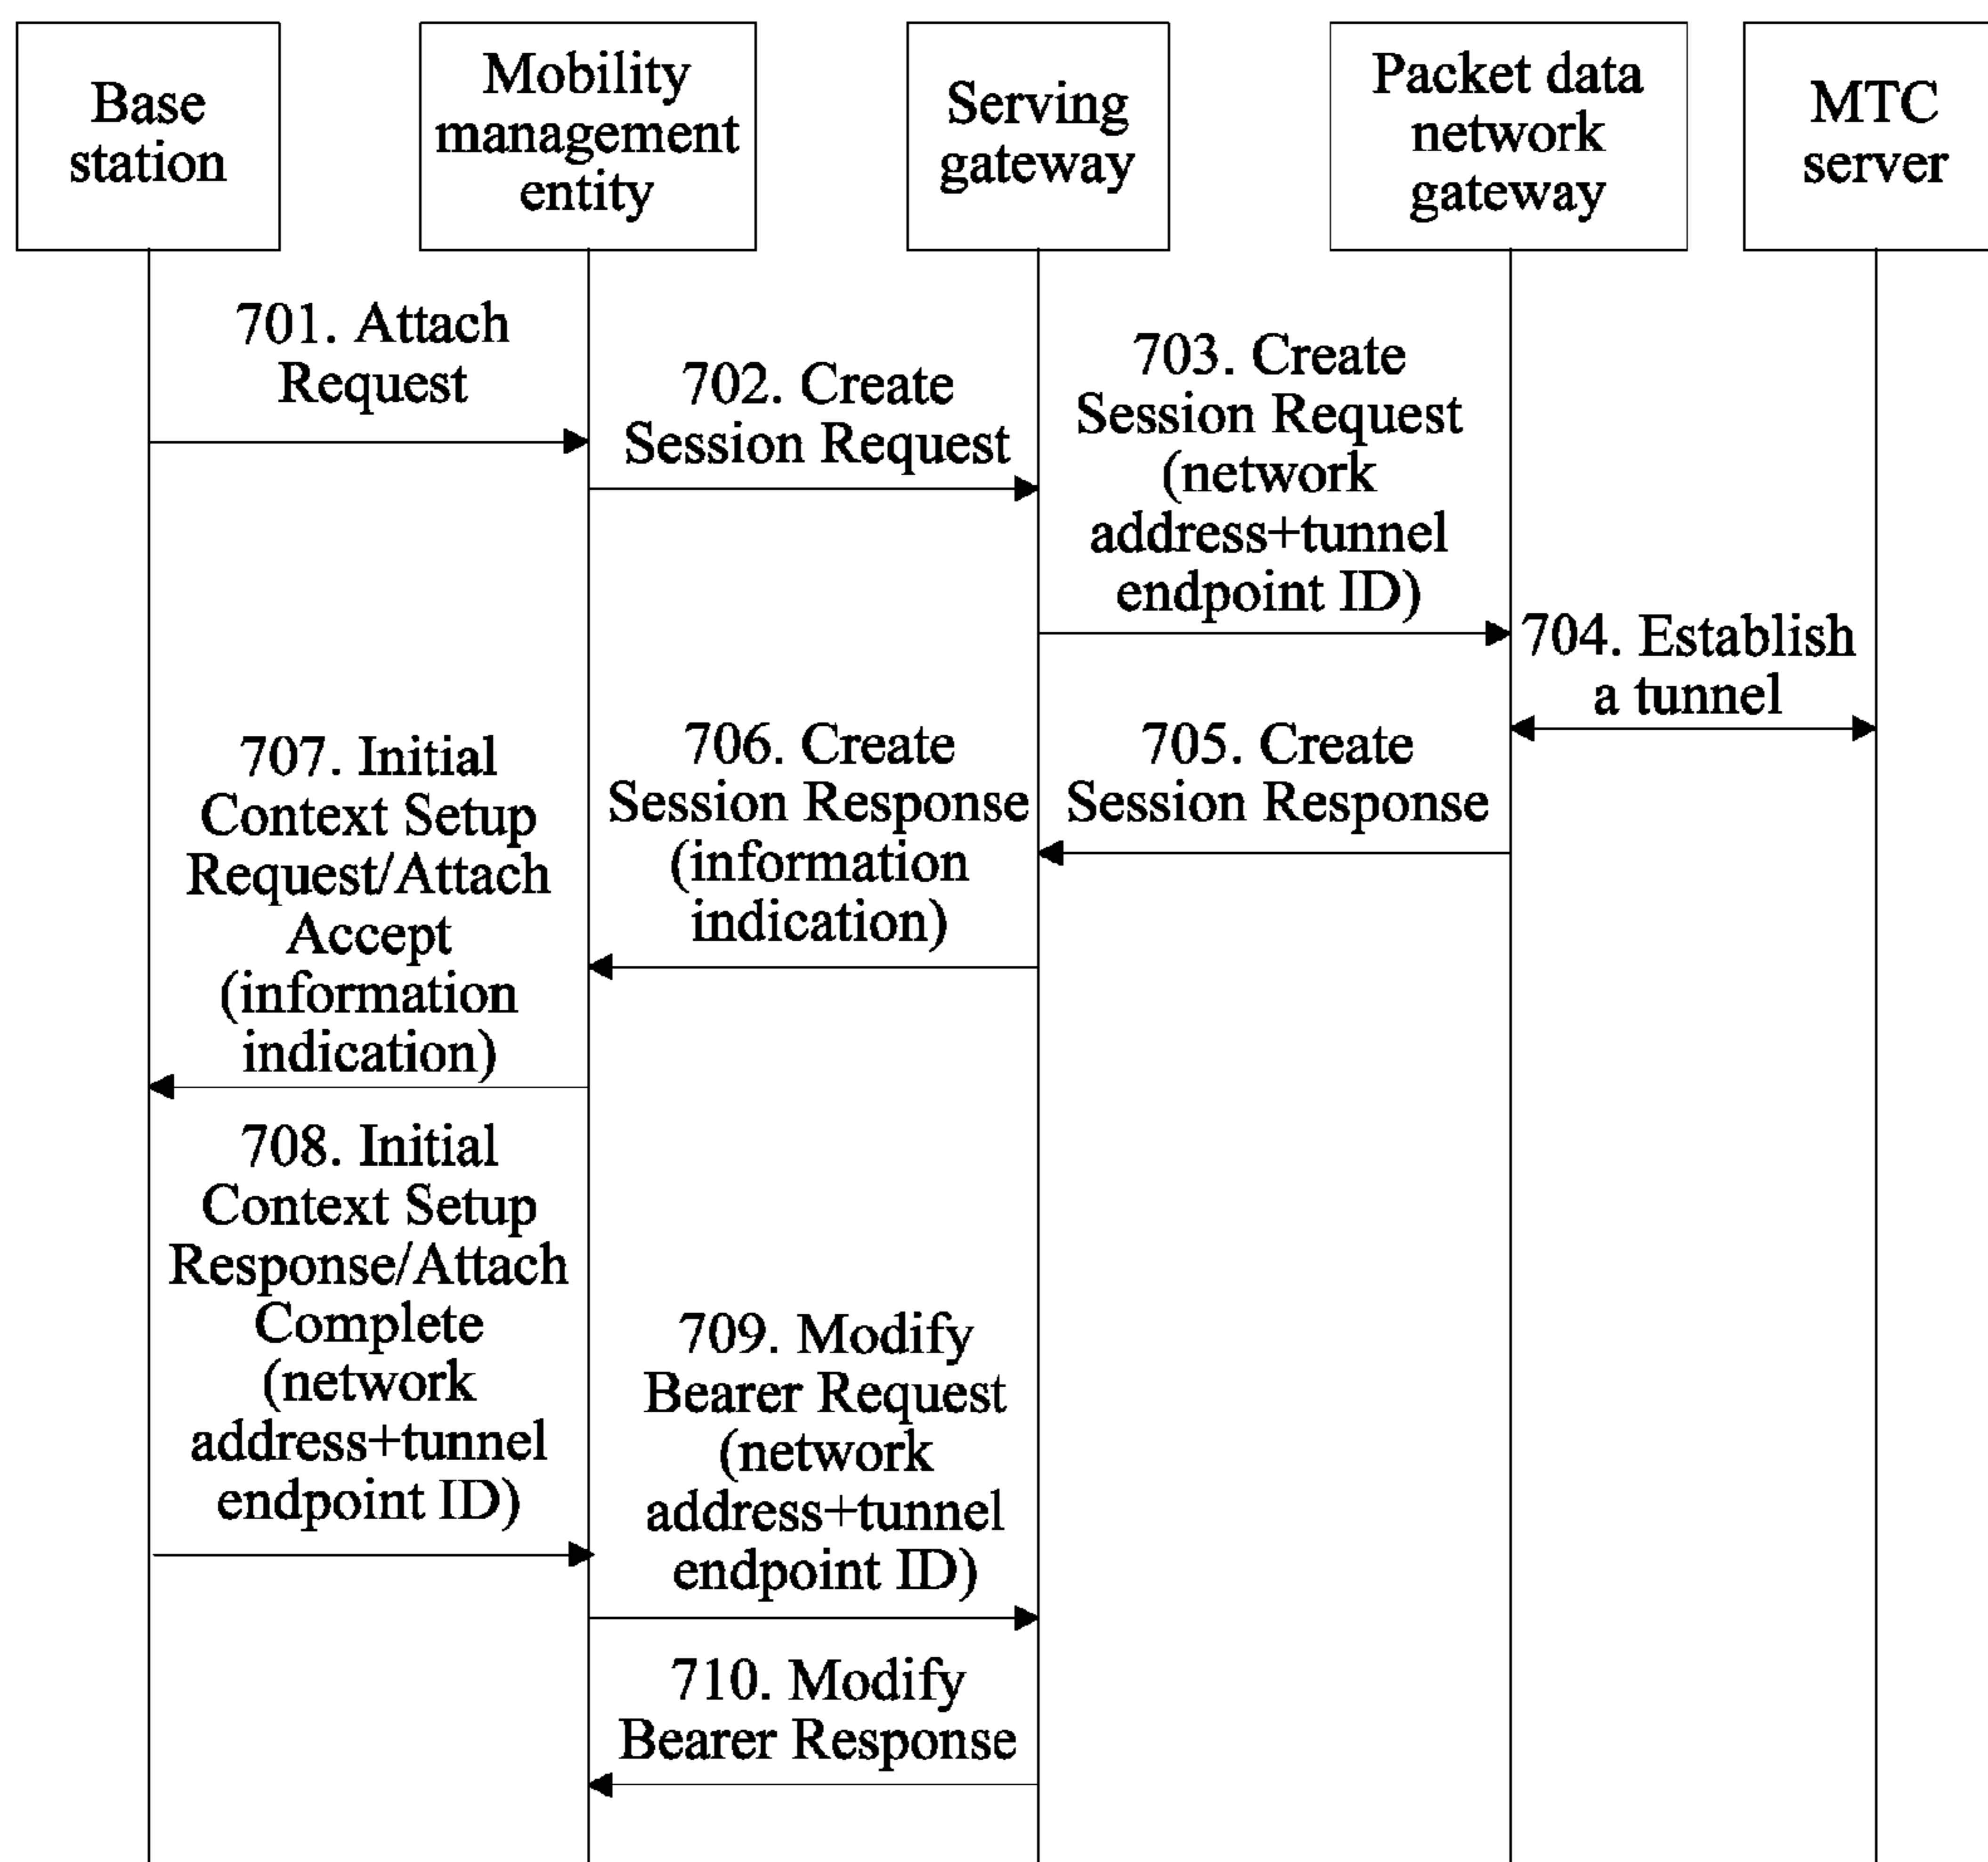 Base
station
Mobility
management
entity
Serving
gateway
Packet data
network
gateway
MTC
server
701. Attach
Request
702. Create
Session Request
703. Create
Session Request
(network
address+tunnel
endpoint ID)
704. Establish
a tunnel
705. Create
Session Response
706. Create
Session Response
(information
indication)
707. Initial
Context Setup
Request/Attach
Accept
(information
indication)
708. Initial
Context Setup
Response/Attach
Complete
(network
address+tunnel
endpoint ID)
709. Modify
Bearer Request
(network
address+tunnel
endpoint ID)
710. Modify
Bearer Response